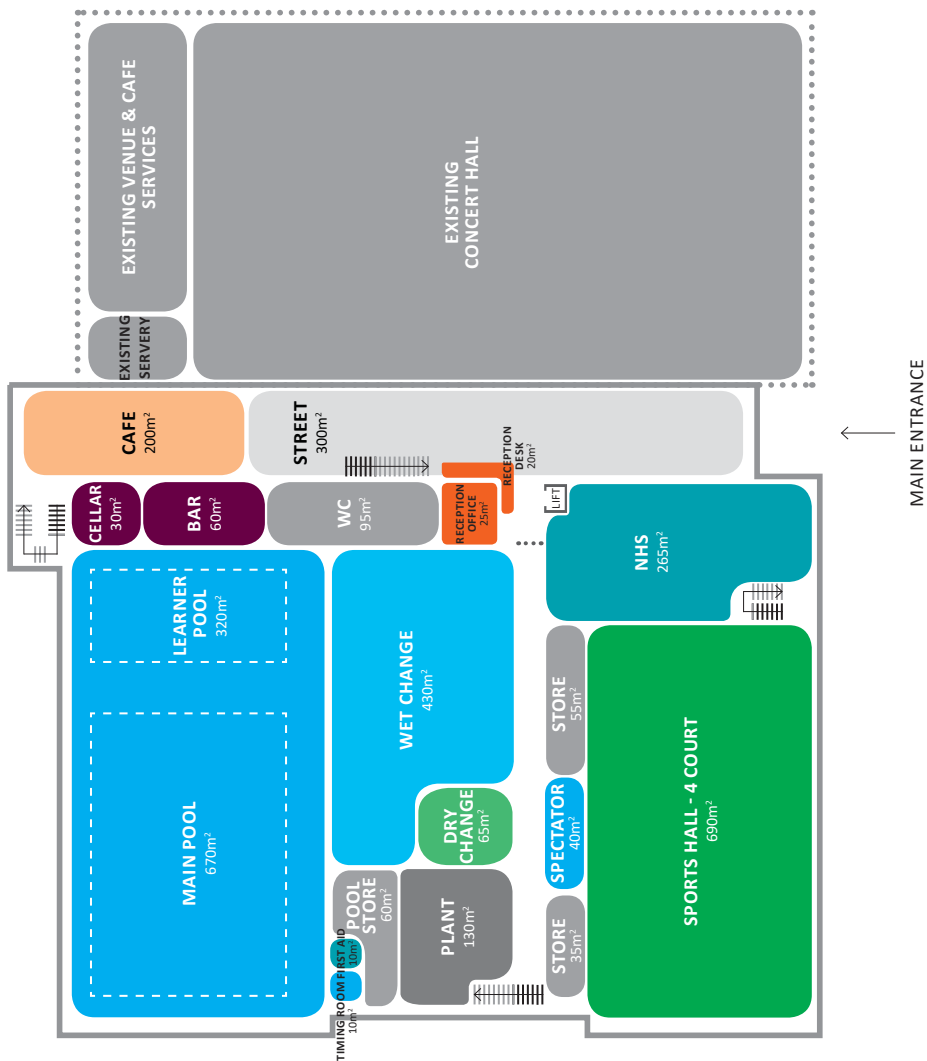 EXISTING VENUE & CAFE
SERVICES
EXISTING
CONCERT HALL
EXISTING
SERVERY
CAFE
200m²
STREET
300m²
RECEPTION
DESK
20m²
MAIN ENTRANCE
CELLAR
30m²
BAR
60m²
WC
95m²
RECEPTION
OFFICE
25m²
LIFT
NHS
265m²
LEARNER
POOL
320m²
WET CHANGE
430m²
STORE
55m²
MAIN POOL
670m²
DRY
CHANGE
65m²
SPECTATOR
40m²
SPORTS HALL - 4 COURT
690m²
POOL
STORE
60m²
PLANT
130m²
STORE
35m²
FIRST AID
10m²
TIMING ROOM
10m²